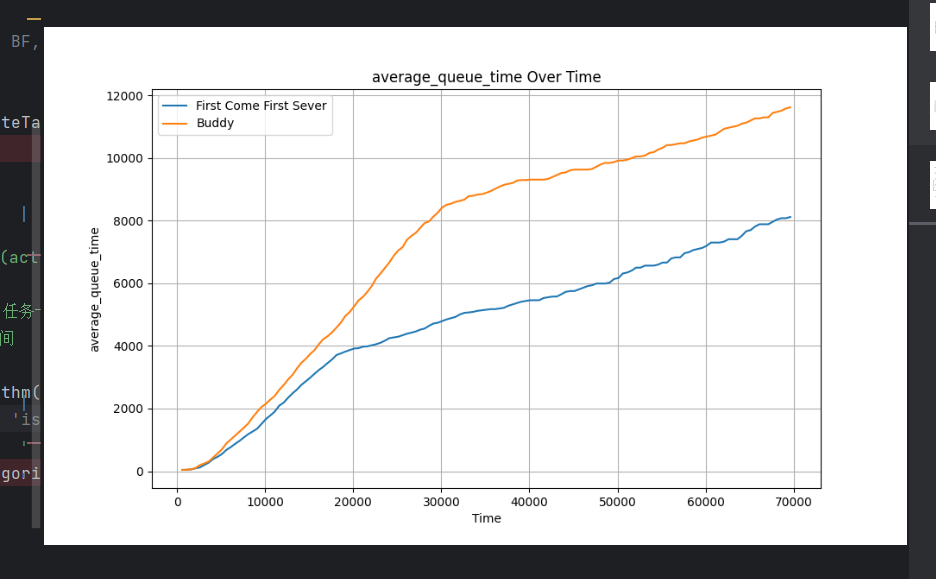 BF,
teTa
(act
任务
间
thm(
'is
'
gori
average_queue_time Over Time
First Come First Sever
Buddy
average_queue_time
12000
10000
8000
6000
4000
2000
0
0 10000 20000 30000 40000 50000 60000 70000
Time